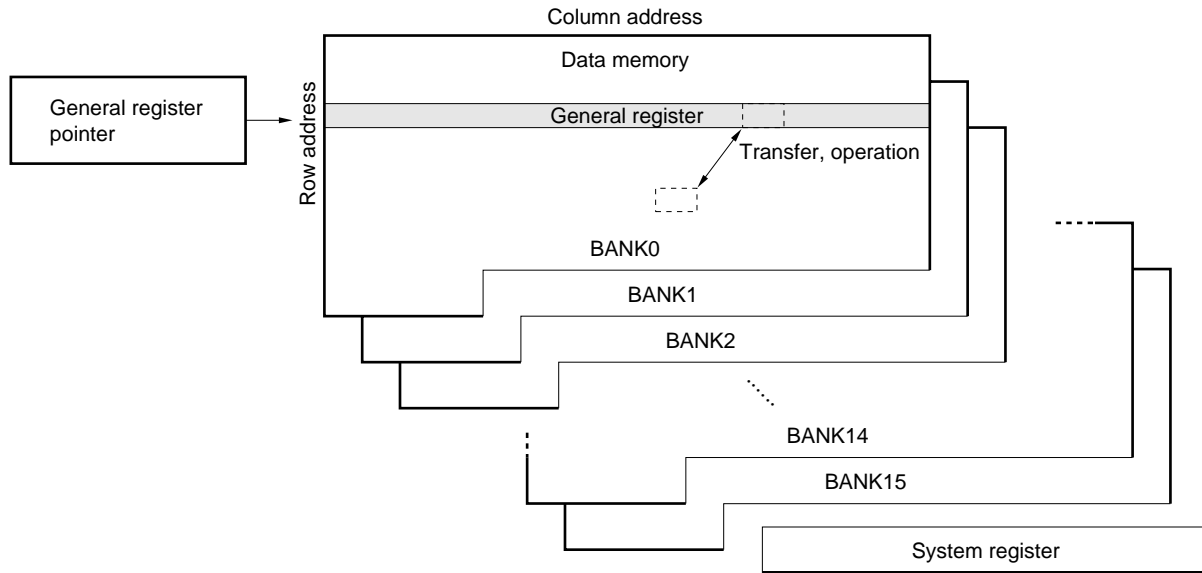 Column address
Data memory
General register
pointer
Row address
General register
Transfer, operation
BANK0
BANK1
BANK2
BANK14
BANK15
System register